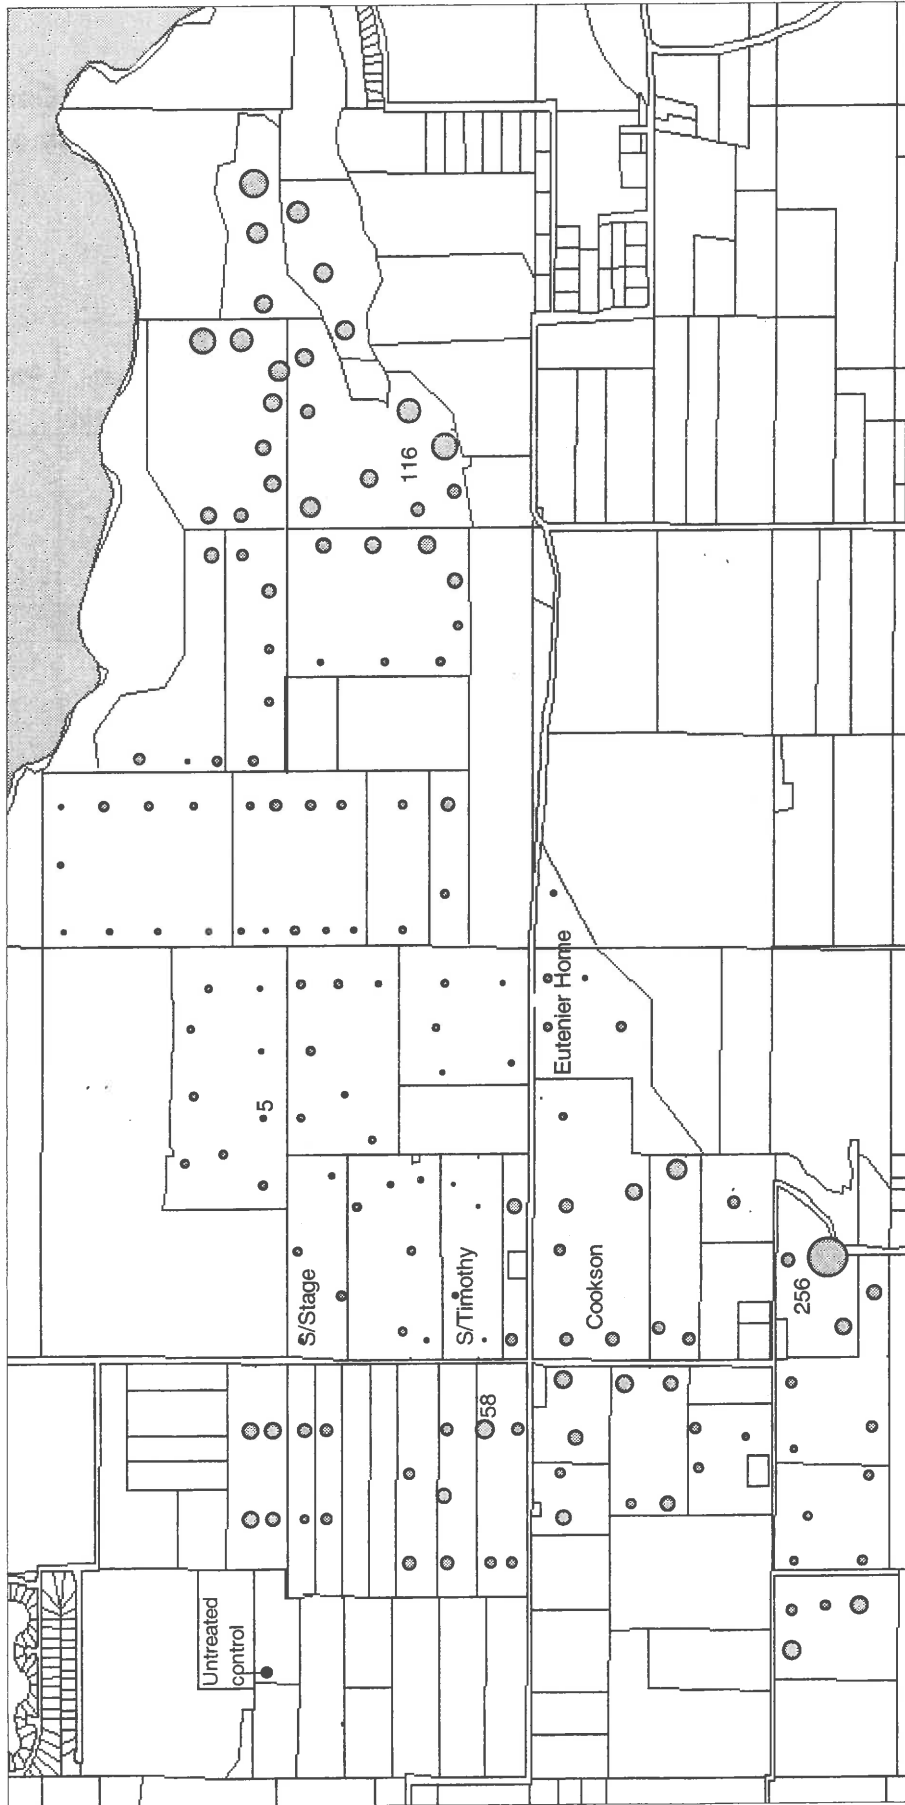 116
Eutenier Home
5
S/Stage
S/Timothy
Cookson
256
58
Untreated
control